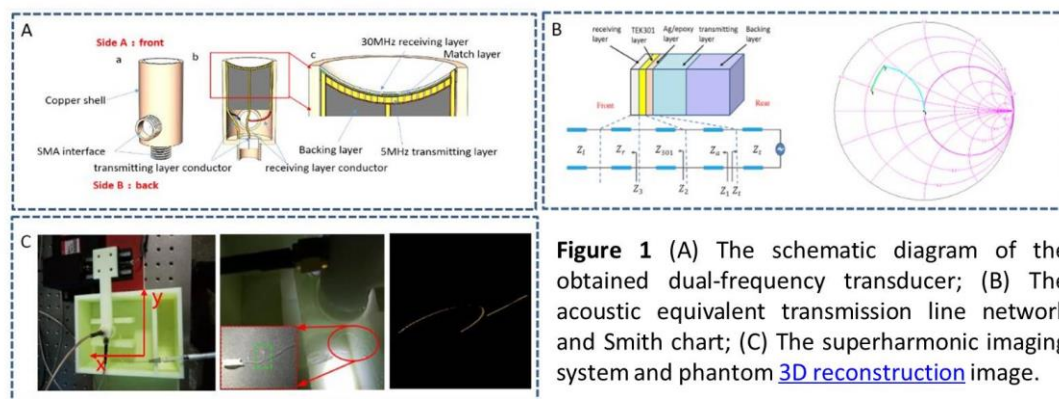 A
Side A : front
a
b
c
30MHz receiving layer
Match layer
Copper shell
SMA interface
Backing layer
5MHz transmitting layer
transmitting layer conductor
receiving layer conductor
Side B : back
B
receiving layer
TEK301 layer
Ag/epoxy layer
transmitting layer
Backing layer
Front
Rear
Zl Zr Z301 Za Zt
Z3 Z2 Z1 Zt
C
y
x
Figure 1 (A) The schematic diagram of the
obtained dual-frequency transducer; (B) The
acoustic equivalent transmission line network
and Smith chart; (C) The superharmonic imaging
system and phantom 3D reconstruction image.